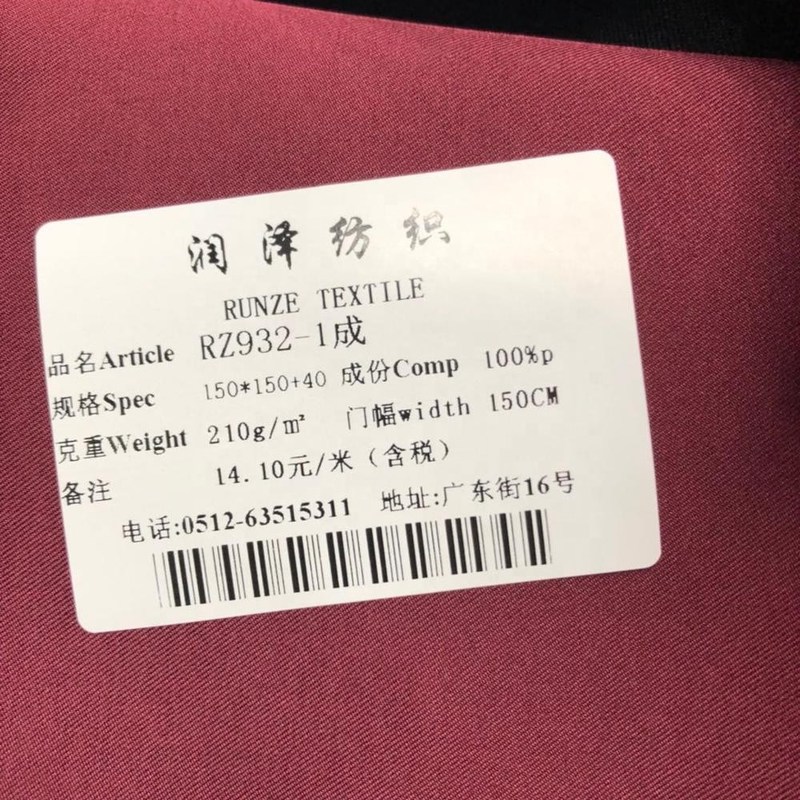 润泽纺织
RUNZE TEXTILE
品名Article RZ932-1成
规格Spec 150*150+40 成份Comp 100%p
克重Weight 210g/m² 门幅width 150CM
备注 14.10元/米（含税）
电话:0512-63515311 地址:广东街16号